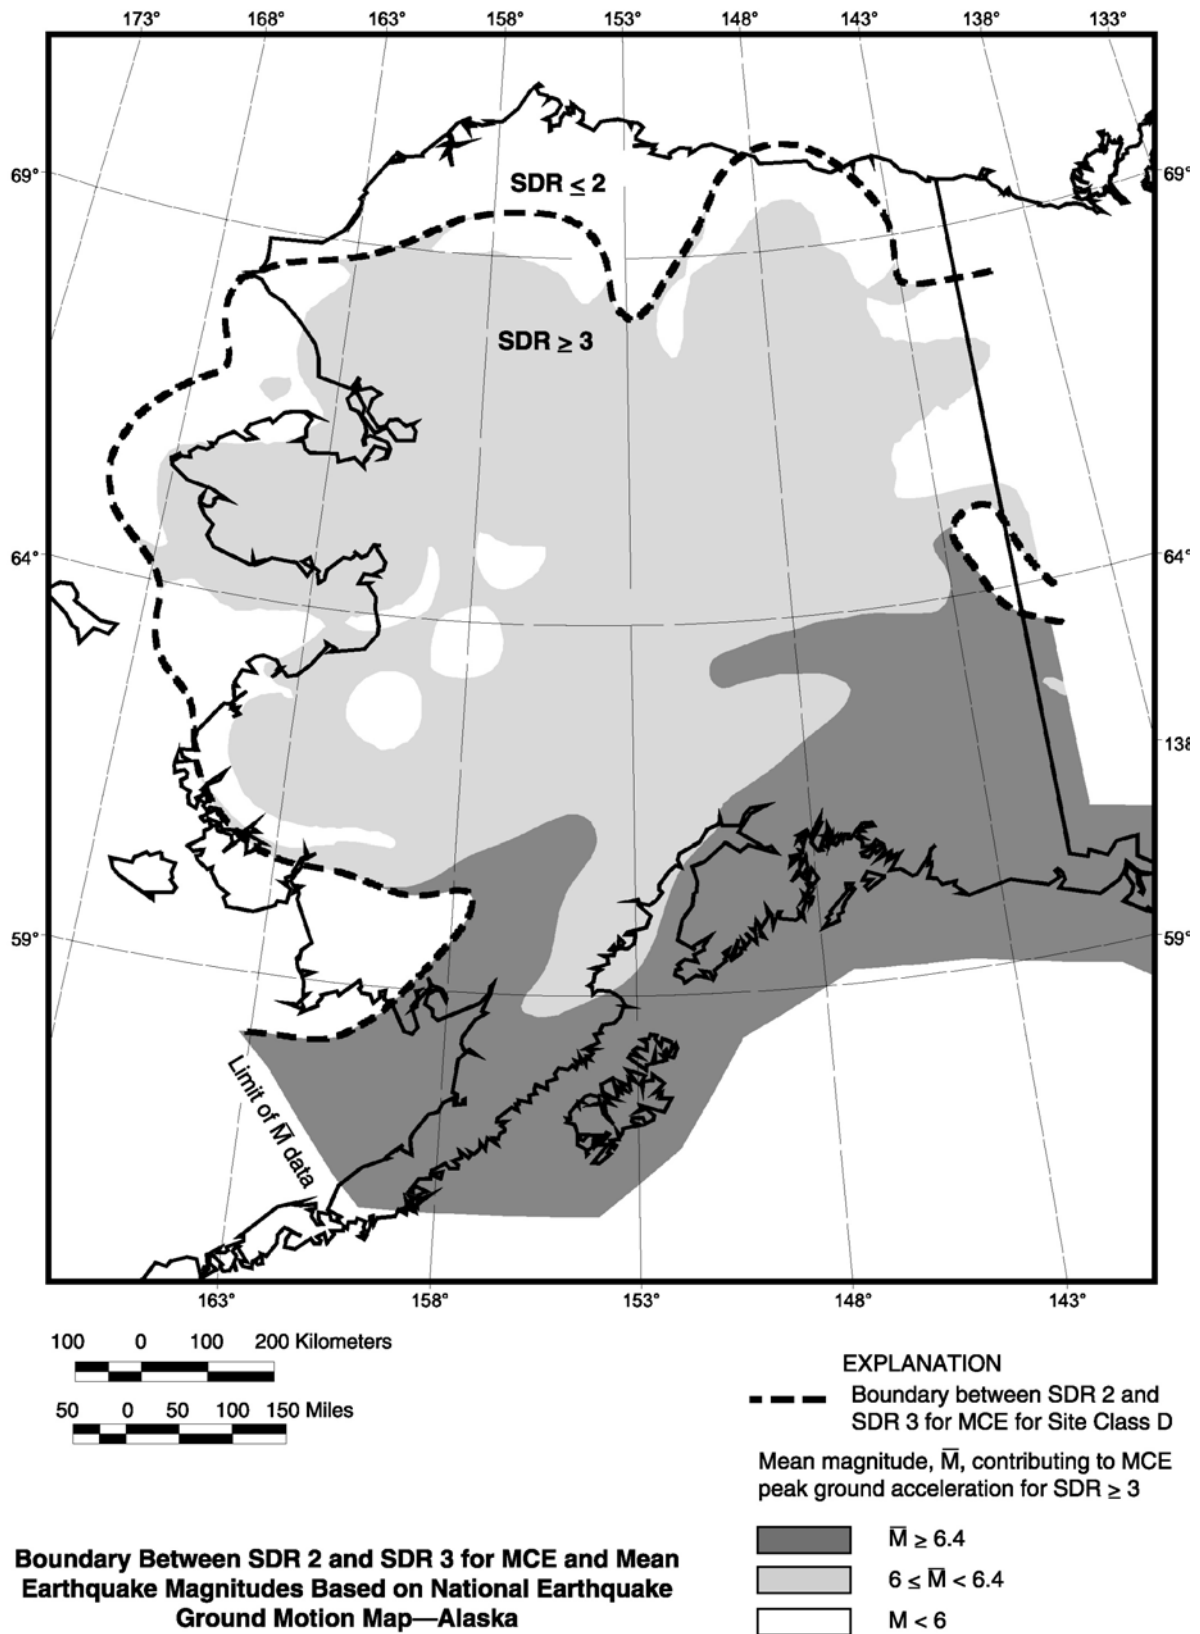 173° 168° 163° 158° 153° 148° 143° 138° 133°
69° 69°
SDR ≤ 2
SDR ≥ 3
64° 64°
138
59° 59°
Limit of M̅ data
163° 158° 153° 148° 143°
100 0 100 200 Kilometers
50 0 50 100 150 Miles
EXPLANATION
Boundary between SDR 2 and
SDR 3 for MCE for Site Class D
Mean magnitude, M̅, contributing to MCE
peak ground acceleration for SDR ≥ 3
M̅ ≥ 6.4
6 ≤ M̅ < 6.4
M < 6
Boundary Between SDR 2 and SDR 3 for MCE and Mean
Earthquake Magnitudes Based on National Earthquake
Ground Motion Map—Alaska